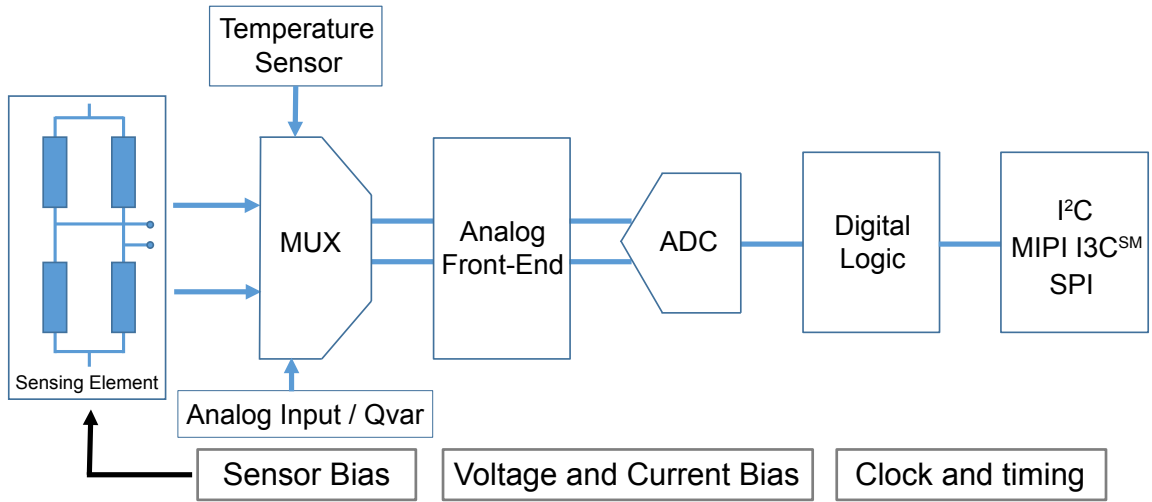 Temperature
Sensor
Sensing Element
MUX
Analog Input / Qvar
Analog
Front-End
ADC
Digital
Logic
I²C
MIPI I3Cˢᴹ
SPI
Sensor Bias
Voltage and Current Bias
Clock and timing